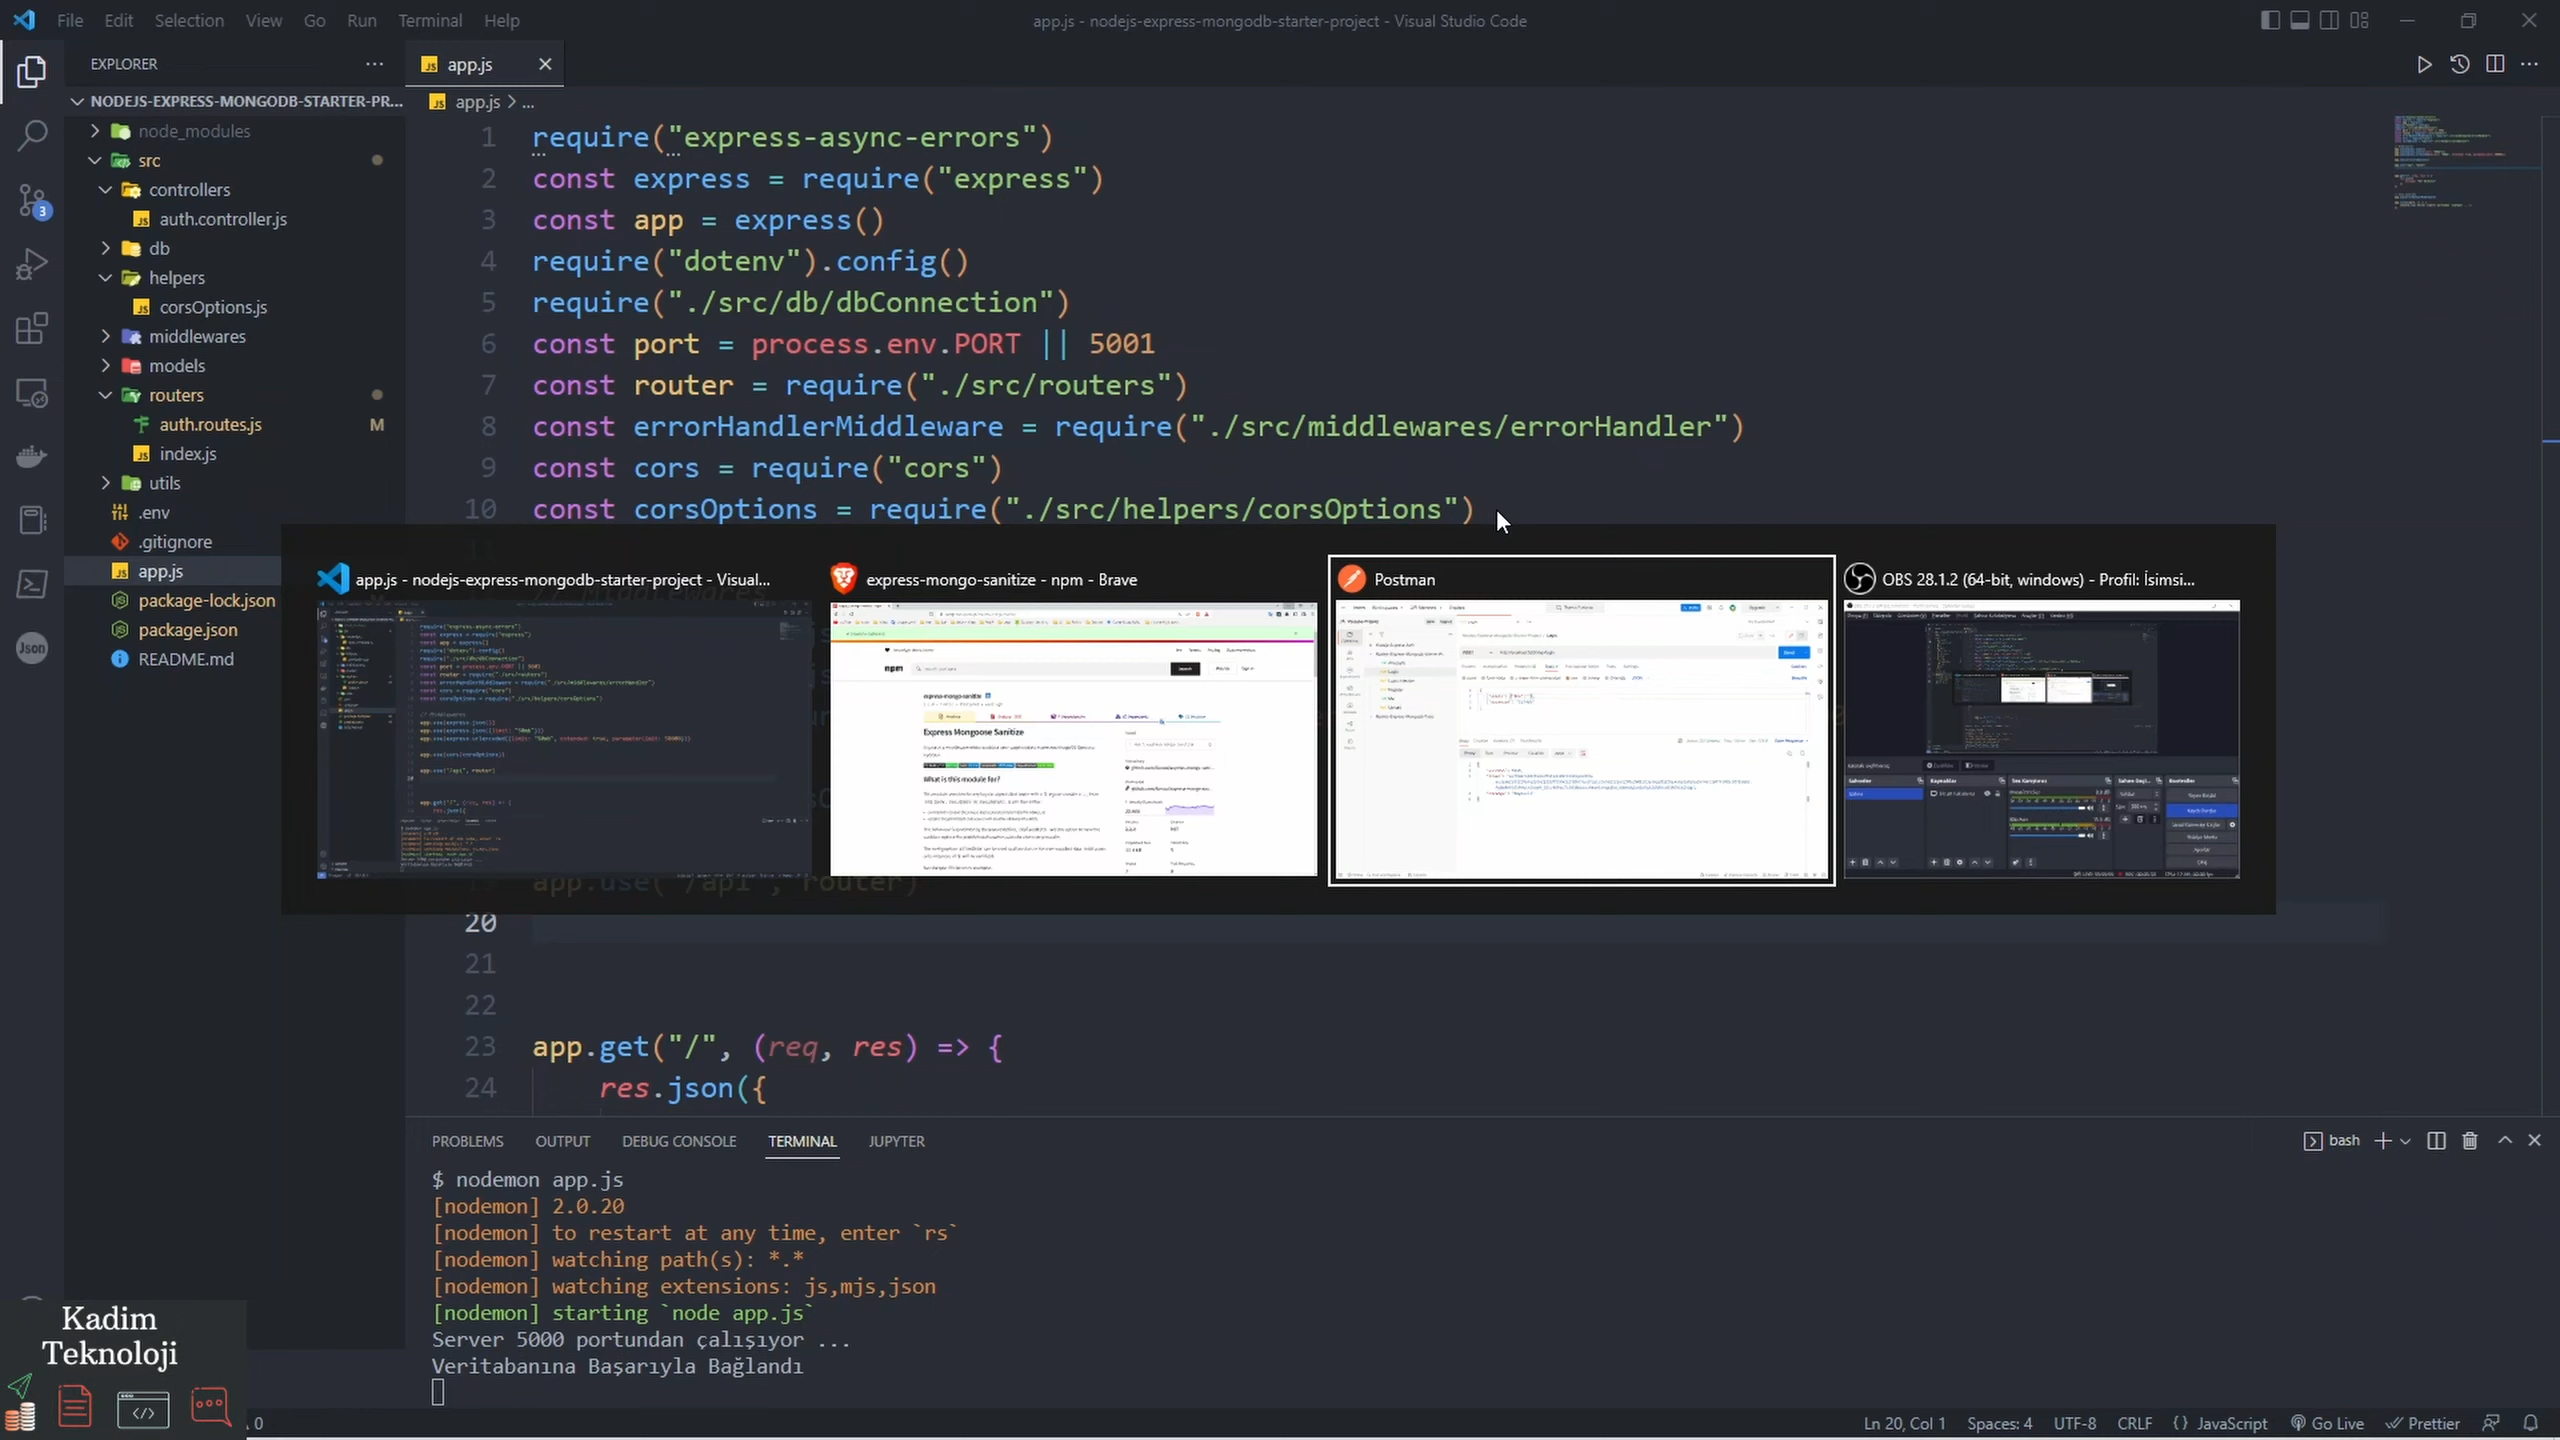 File Edit Selection View Go Run Terminal Help
app.js - nodejs-express-mongodb-starter-project - Visual Studio Code
EXPLORER
app.js
NODEJS-EXPRESS-MONGODB-STARTER-PR...
app.js > ...
node_modules
src
controllers
auth.controller.js
db
helpers
corsOptions.js
middlewares
models
routers
auth.routes.js M
index.js
utils
.env
.gitignore
app.js
package-lock.json
package.json
README.md
3
Json
1 require("express-async-errors")
2 const express = require("express")
3 const app = express()
4 require("dotenv").config()
5 require("./src/db/dbConnection")
6 const port = process.env.PORT || 5001
7 const router = require("./src/routers")
8 const errorHandlerMiddleware = require("./src/middlewares/errorHandler")
9 const cors = require("cors")
10 const corsOptions = require("./src/helpers/corsOptions")
app.js - nodejs-express-mongodb-starter-project - Visual...
express-mongo-sanitize - npm - Brave
Postman
OBS 28.1.2 (64-bit, windows) - Profil: İsimsi...
npm
Express Mongoose Sanitize
What is this module for?
app.use("/api", router)
20
21
22
23 app.get("/", (req, res) => {
24 res.json({
PROBLEMS OUTPUT DEBUG CONSOLE TERMINAL JUPYTER
bash
$ nodemon app.js
[nodemon] 2.0.20
[nodemon] to restart at any time, enter `rs`
[nodemon] watching path(s): *.*
[nodemon] watching extensions: js,mjs,json
[nodemon] starting `node app.js`
Server 5000 portundan çalışıyor ...
Veritabanına Başarıyla Bağlandı
Kadim
Teknoloji
0
Ln 20, Col 1 Spaces: 4 UTF-8 CRLF {} JavaScript Go Live Prettier